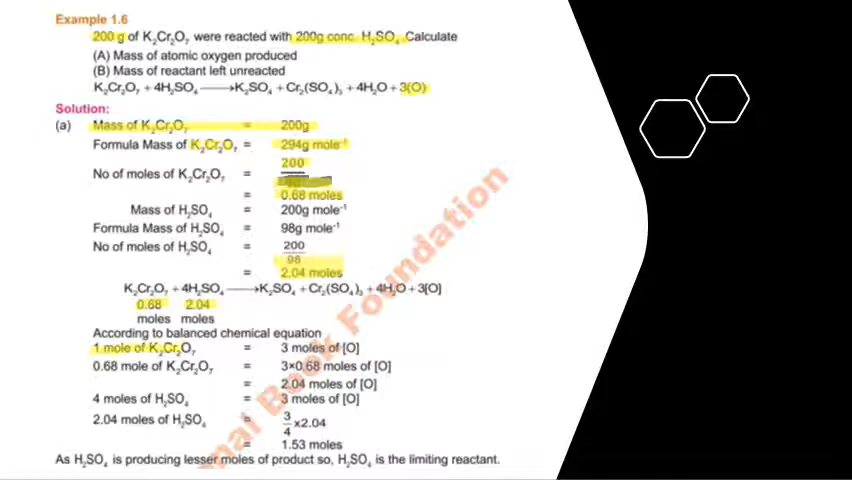 Example 1.6
200 g of K₂Cr₂O₇ were reacted with 200g conc. H₂SO₄ Calculate
(A) Mass of atomic oxygen produced
(B) Mass of reactant left unreacted
K₂Cr₂O₇ + 4H₂SO₄ ⟶ K₂SO₄ + Cr₂(SO₄)₃ + 4H₂O + 3(O)
Solution:
(a) Mass of K₂Cr₂O₇ = 200g
Formula Mass of K₂Cr₂O₇ = 294g mole⁻¹
No of moles of K₂Cr₂O₇ = 200
= 0.68 moles
Mass of H₂SO₄ = 200g mole⁻¹
Formula Mass of H₂SO₄ = 98g mole⁻¹
No of moles of H₂SO₄ = 200/98
= 2.04 moles
K₂Cr₂O₇ + 4H₂SO₄ ⟶ K₂SO₄ + Cr₂(SO₄)₃ + 4H₂O + 3[O]
0.68 2.04
moles moles
According to balanced chemical equation
1 mole of K₂Cr₂O₇ = 3 moles of [O]
0.68 mole of K₂Cr₂O₇ = 3×0.68 moles of [O]
= 2.04 moles of [O]
4 moles of H₂SO₄ = 3 moles of [O]
2.04 moles of H₂SO₄ = 3/4 ×2.04
= 1.53 moles
As H₂SO₄ is producing lesser moles of product so, H₂SO₄ is the limiting reactant.
Book Foundation